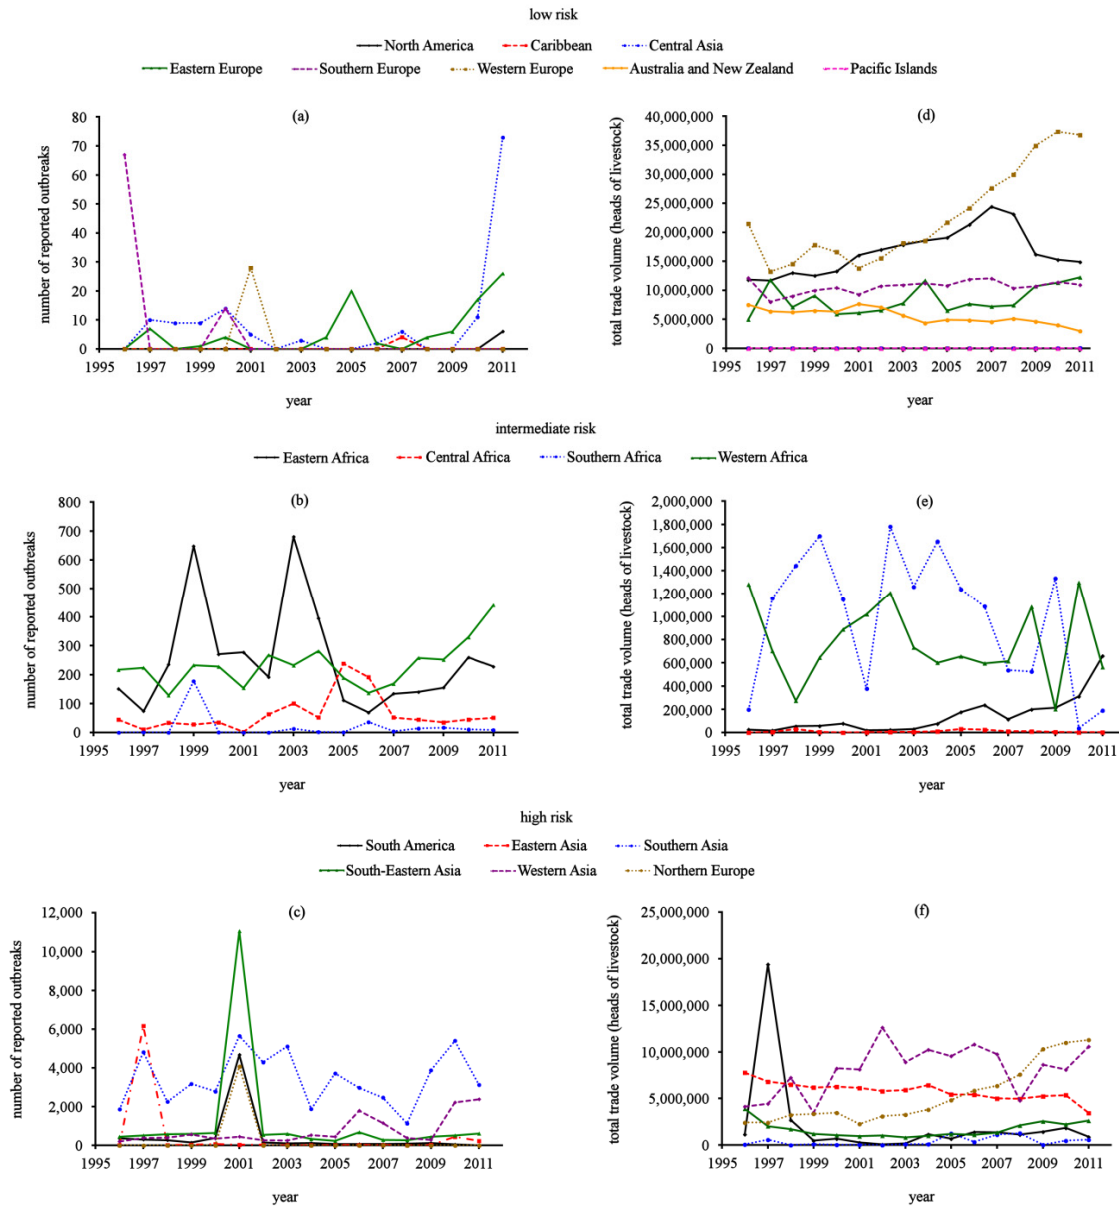 low risk
North America Caribbean Central Asia
Eastern Europe Southern Europe Western Europe Australia and New Zealand Pacific Islands
(a)
number of reported outbreaks
80
70
60
50
40
30
20
10
0
1995 1997 1999 2001 2003 2005 2007 2009 2011
year
(d)
total trade volume (heads of livestock)
40,000,000
35,000,000
30,000,000
25,000,000
20,000,000
15,000,000
10,000,000
5,000,000
0
1995 1997 1999 2001 2003 2005 2007 2009 2011
year
intermediate risk
Eastern Africa Central Africa Southern Africa Western Africa
(b)
number of reported outbreaks
800
700
600
500
400
300
200
100
0
1995 1997 1999 2001 2003 2005 2007 2009 2011
year
(e)
total trade volume (heads of livestock)
2,000,000
1,800,000
1,600,000
1,400,000
1,200,000
1,000,000
800,000
600,000
400,000
200,000
0
1995 1997 1999 2001 2003 2005 2007 2009 2011
year
high risk
South America Eastern Asia Southern Asia
South-Eastern Asia Western Asia Northern Europe
(c)
number of reported outbreaks
12,000
10,000
8,000
6,000
4,000
2,000
0
1995 1997 1999 2001 2003 2005 2007 2009 2011
year
(f)
total trade volume (heads of livestock)
25,000,000
20,000,000
15,000,000
10,000,000
5,000,000
0
1995 1997 1999 2001 2003 2005 2007 2009 2011
year